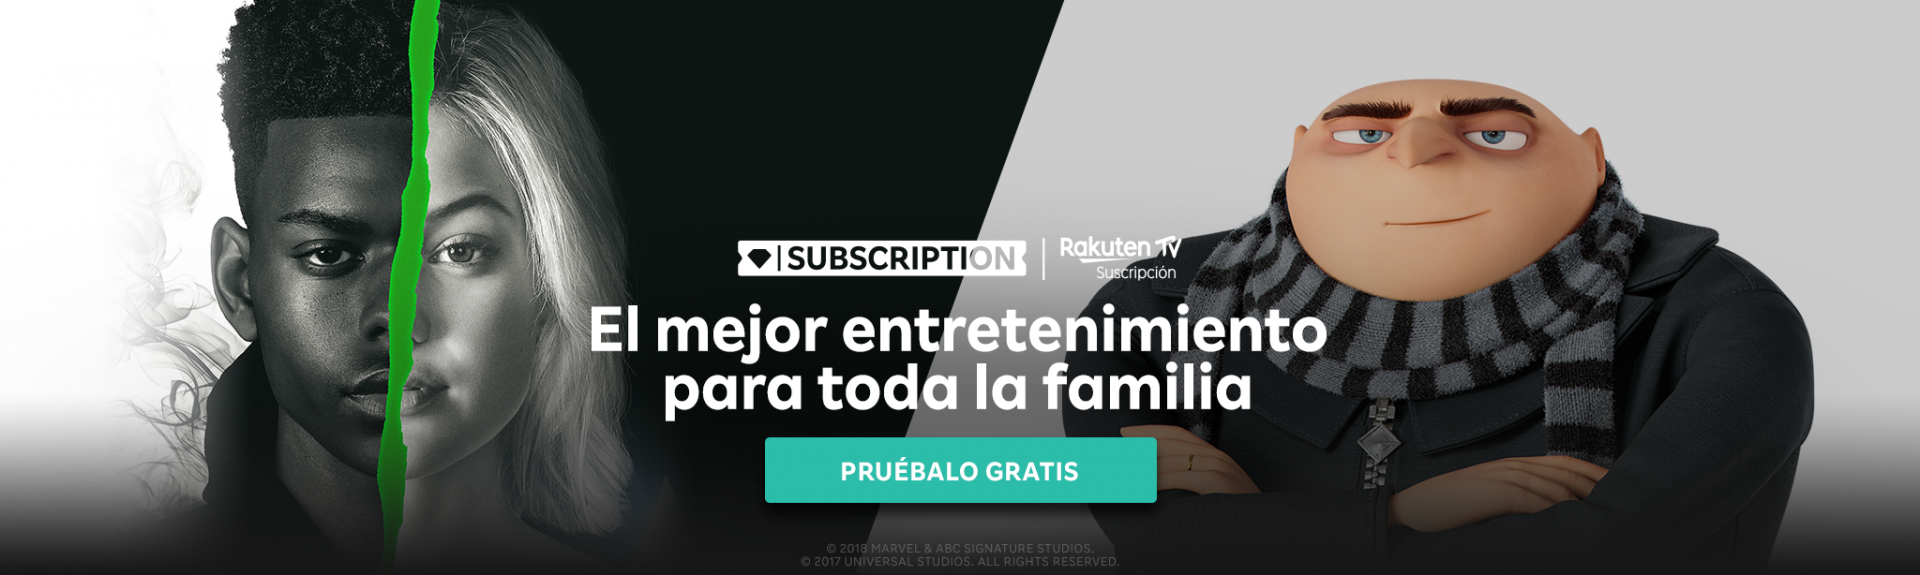 SUBSCRIPTION
Rakuten TV
Suscripción
El mejor entretenimiento
para toda la familia
PRUÉBALO GRATIS
© 2018 MARVEL & ABC SIGNATURE STUDIOS.
© 2017 UNIVERSAL STUDIOS. ALL RIGHTS RESERVED.